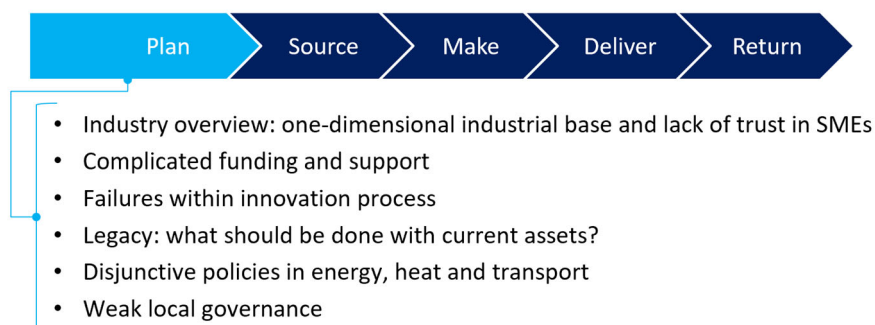 Plan Source Make Deliver Return
• Industry overview: one-dimensional industrial base and lack of trust in SMEs
• Complicated funding and support
• Failures within innovation process
• Legacy: what should be done with current assets?
• Disjunctive policies in energy, heat and transport
• Weak local governance